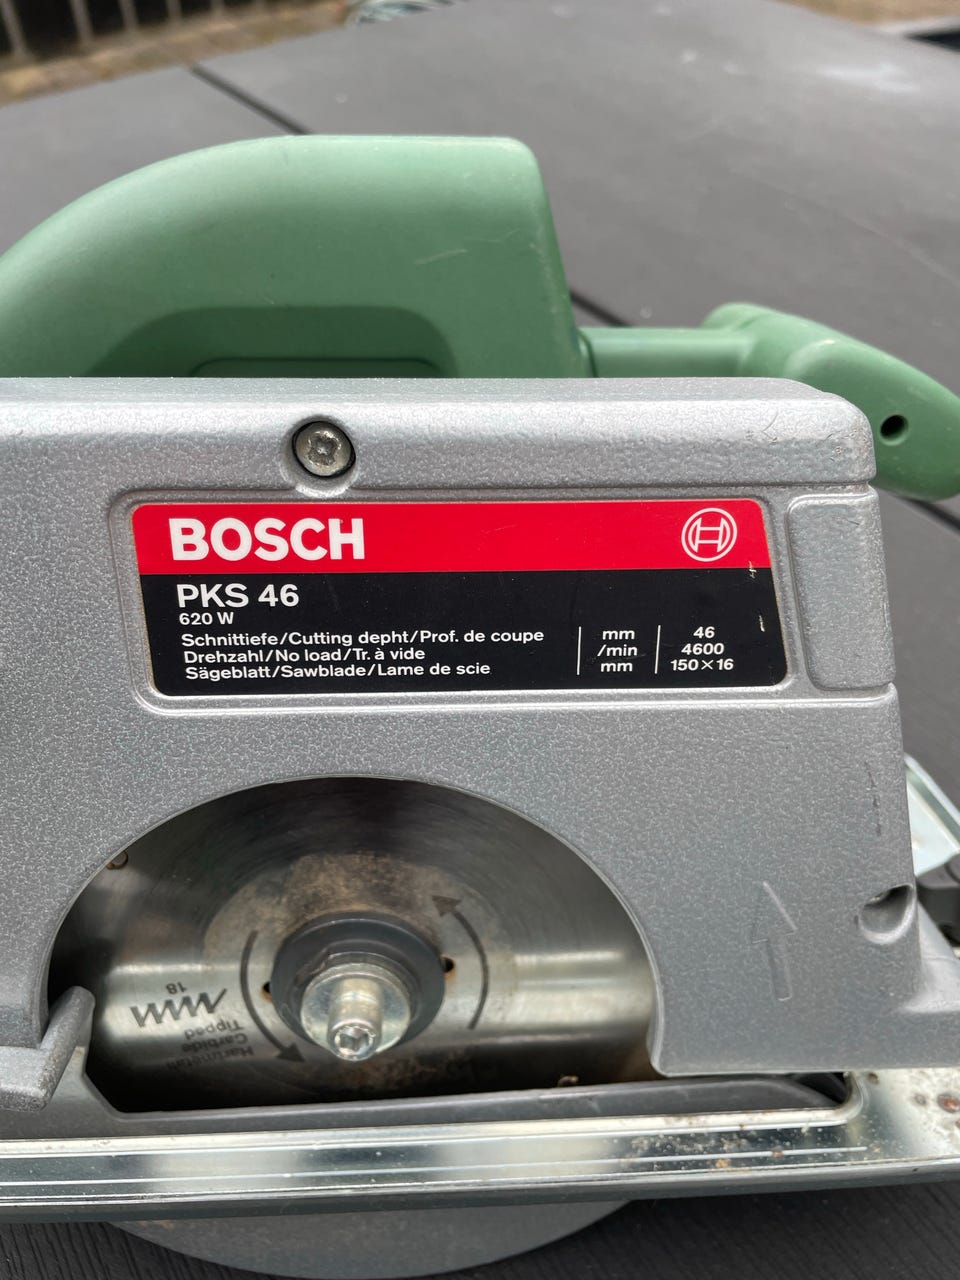 BOSCH
PKS 46
620 W
Schnittiefe/Cutting depht/Prof. de coupe mm 46
Drehzahl/No load/Tr. à vide /min 4600
Sägeblatt/Sawblade/Lame de scie mm 150×16
18
Tipped
Carbide
Hartmetall